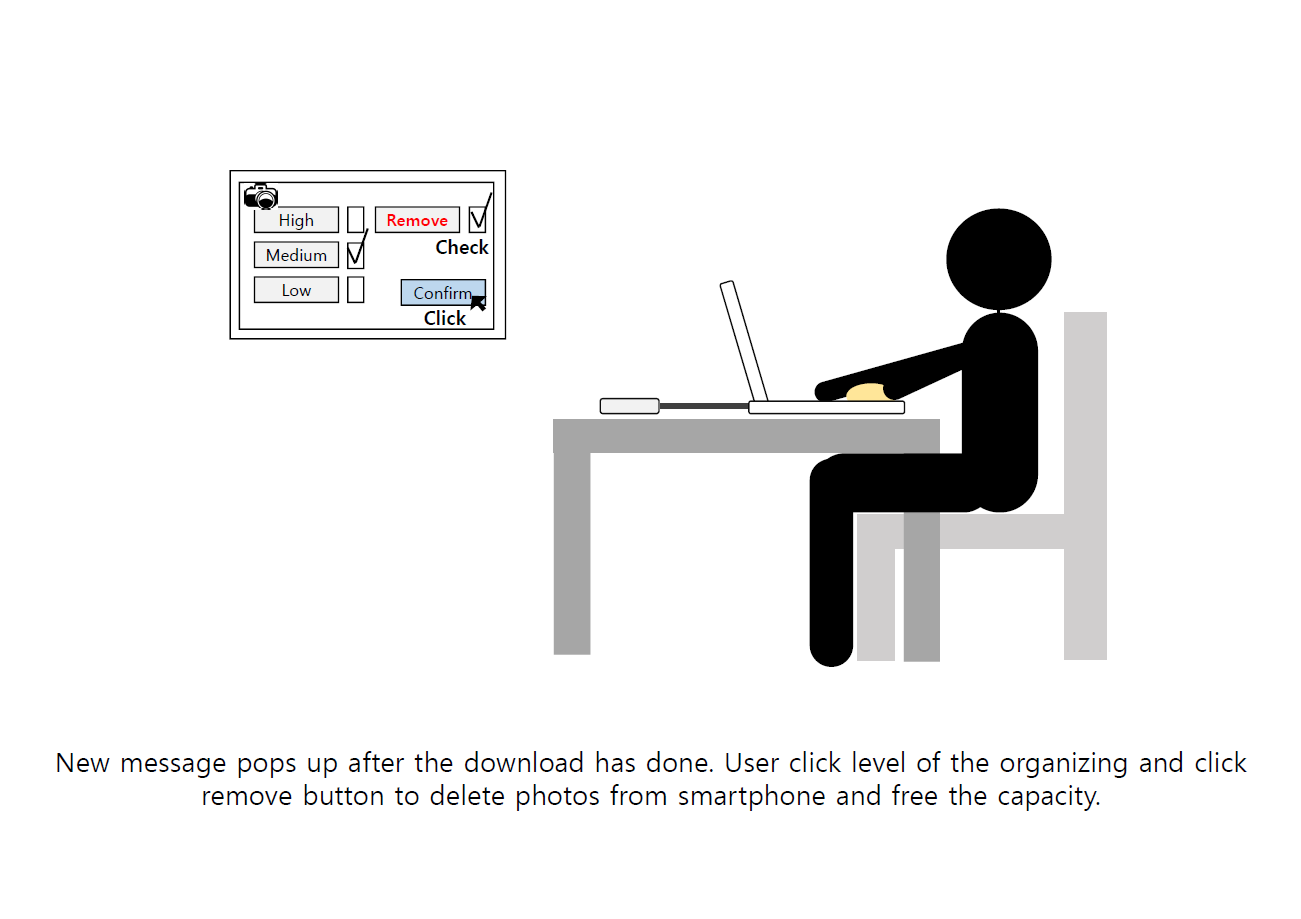 High
Remove
Check
Medium
Low
Confirm
Click
New message pops up after the download has done. User click level of the organizing and click
remove button to delete photos from smartphone and free the capacity.